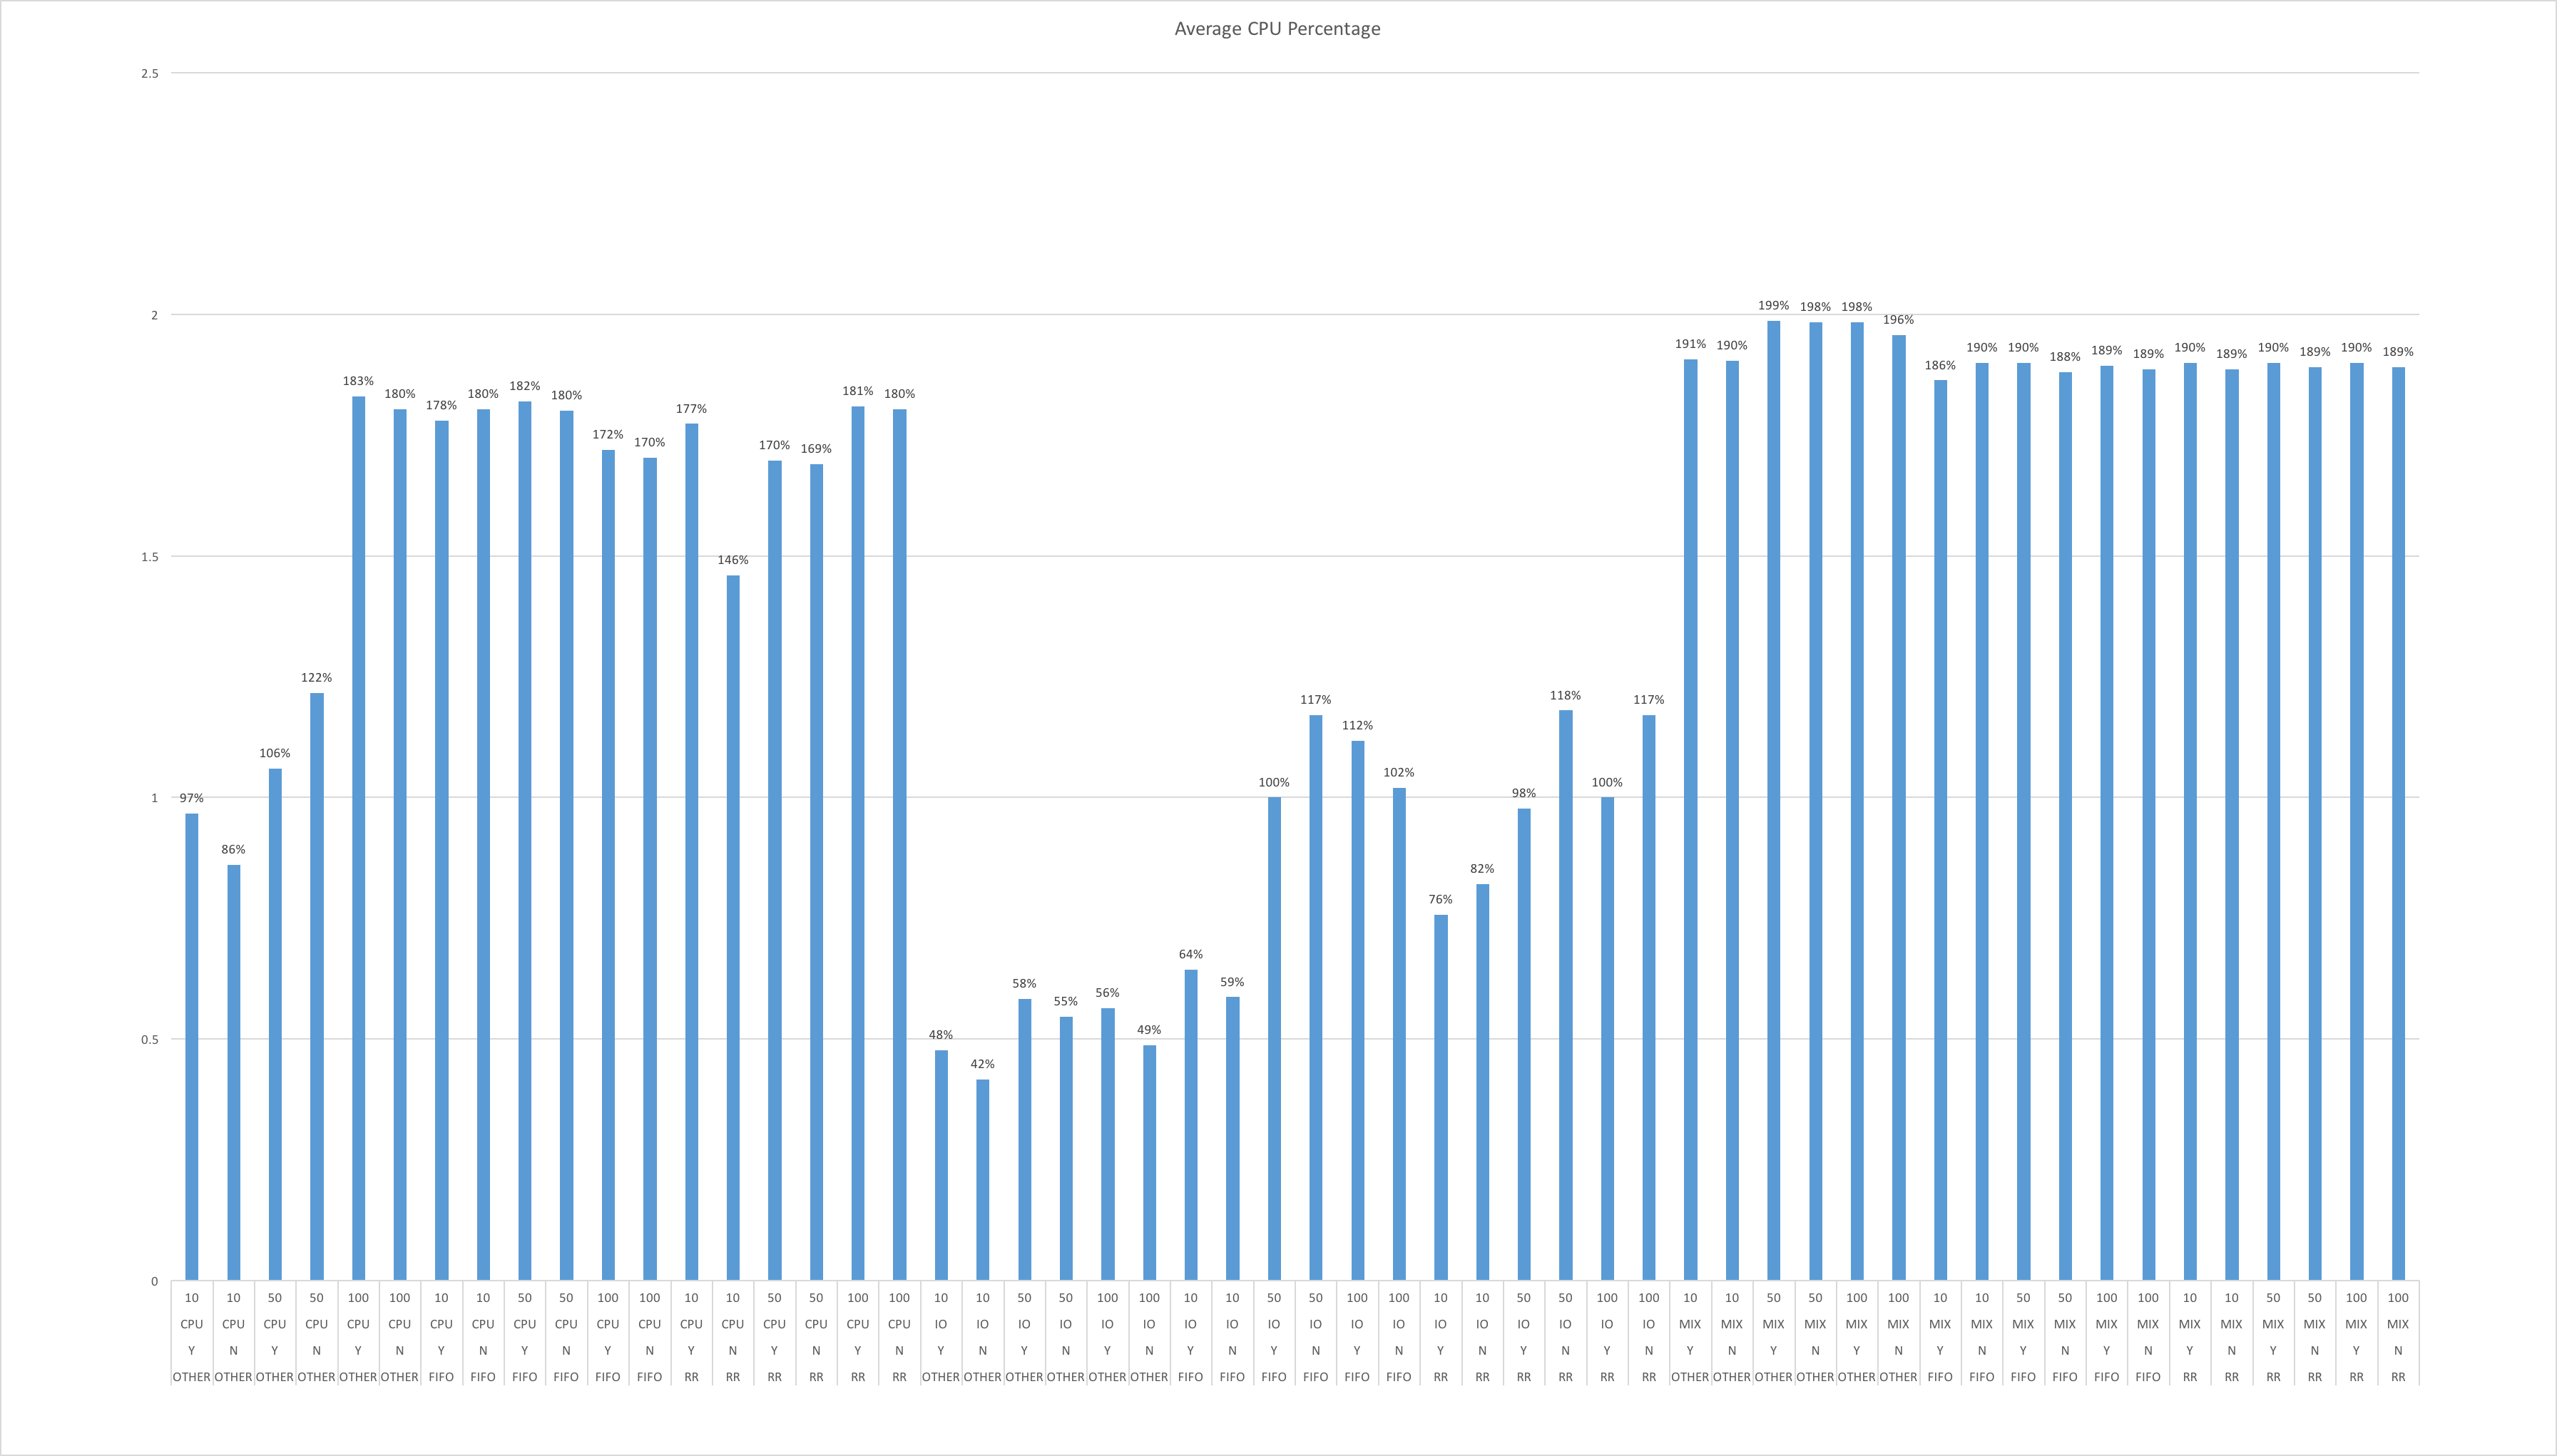 Average CPU Percentage
2.5
2
1.5
1
0.5
0
97% 86% 106% 122% 183% 180% 178% 180% 182% 180% 172% 170% 177% 146% 170% 169% 181% 180% 48% 42% 58% 55% 56% 49% 64% 59% 100% 117% 112% 102% 76% 82% 98% 118% 100% 117% 191% 190% 199% 198% 198% 196% 186% 190% 190% 188% 189% 189% 190% 189% 190% 189% 190% 189%
10 10 50 50 100 100 10 10 50 50 100 100 10 10 50 50 100 100 10 10 50 50 100 100 10 10 50 50 100 100 10 10 50 50 100 100 10 10 50 50 100 100 10 10 50 50 100 100 10 10 50 50 100 100
CPU CPU CPU CPU CPU CPU CPU CPU CPU CPU CPU CPU CPU CPU CPU CPU CPU CPU IO IO IO IO IO IO IO IO IO IO IO IO IO IO IO IO IO IO MIX MIX MIX MIX MIX MIX MIX MIX MIX MIX MIX MIX MIX MIX MIX MIX MIX MIX
Y N Y N Y N Y N Y N Y N Y N Y N Y N Y N Y N Y N Y N Y N Y N Y N Y N Y N Y N Y N Y N Y N Y N Y N Y N Y N Y N
OTHER OTHER OTHER OTHER OTHER OTHER FIFO FIFO FIFO FIFO FIFO FIFO RR RR RR RR RR RR OTHER OTHER OTHER OTHER OTHER OTHER FIFO FIFO FIFO FIFO FIFO FIFO RR RR RR RR RR RR OTHER OTHER OTHER OTHER OTHER OTHER FIFO FIFO FIFO FIFO FIFO FIFO RR RR RR RR RR RR